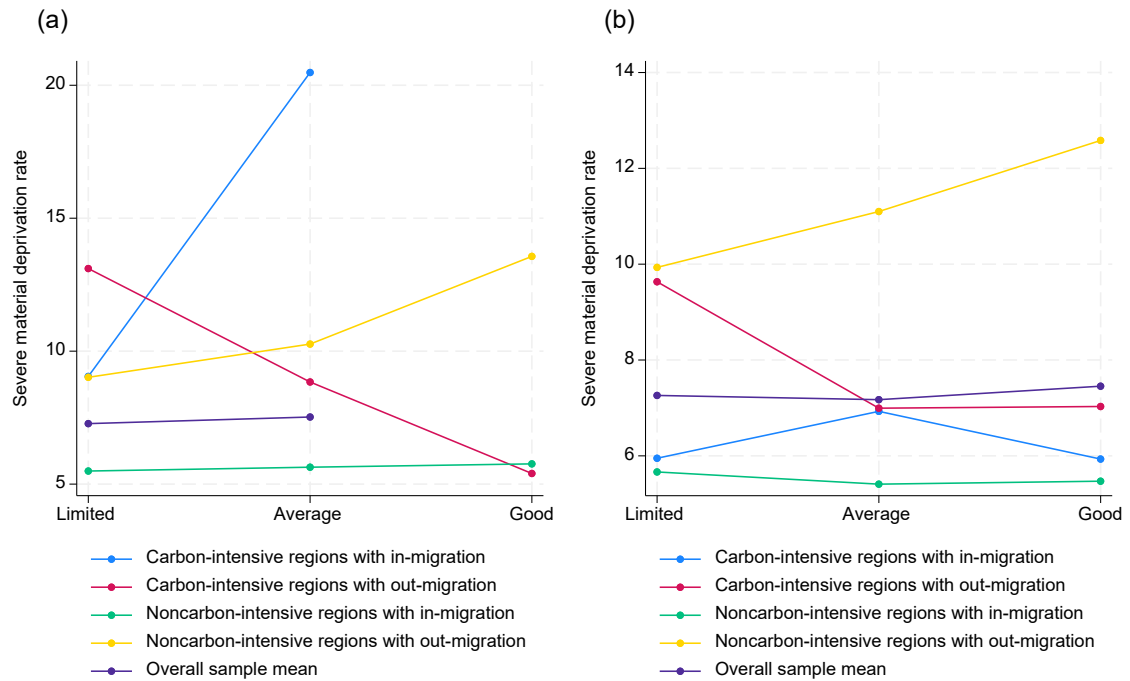 (a)
Severe material deprivation rate
20
15
10
5
Limited
Average
Good
Carbon-intensive regions with in-migration
Carbon-intensive regions with out-migration
Noncarbon-intensive regions with in-migration
Noncarbon-intensive regions with out-migration
Overall sample mean
(b)
Severe material deprivation rate
14
12
10
8
6
Limited
Average
Good
Carbon-intensive regions with in-migration
Carbon-intensive regions with out-migration
Noncarbon-intensive regions with in-migration
Noncarbon-intensive regions with out-migration
Overall sample mean